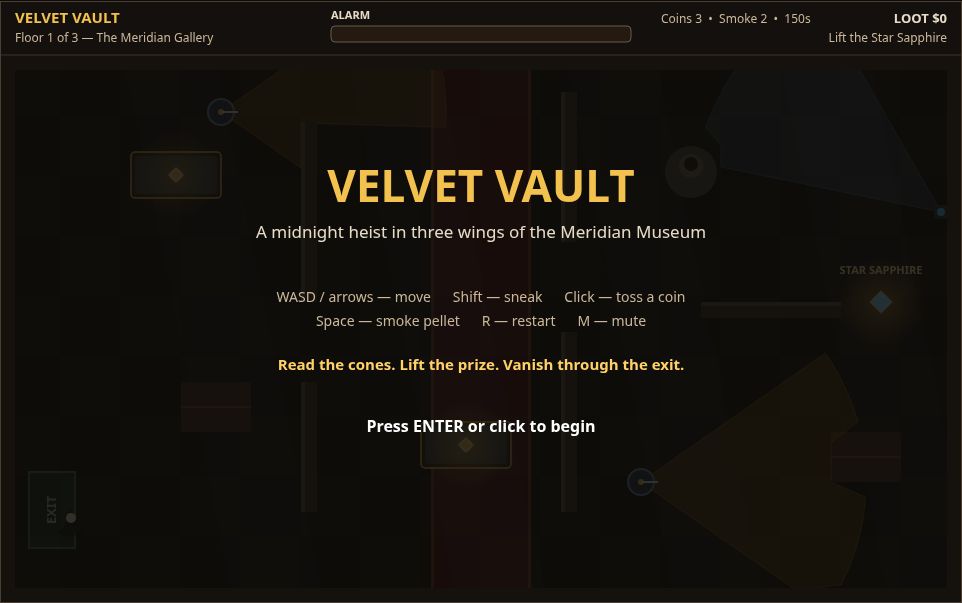 VELVET VAULT
Floor 1 of 3 — The Meridian Gallery
ALARM
Coins 3 • Smoke 2 • 150s
LOOT $0
Lift the Star Sapphire
VELVET VAULT
A midnight heist in three wings of the Meridian Museum
STAR SAPPHIRE
WASD / arrows — move Shift — sneak Click — toss a coin
Space — smoke pellet R — restart M — mute
Read the cones. Lift the prize. Vanish through the exit.
Press ENTER or click to begin
EXIT